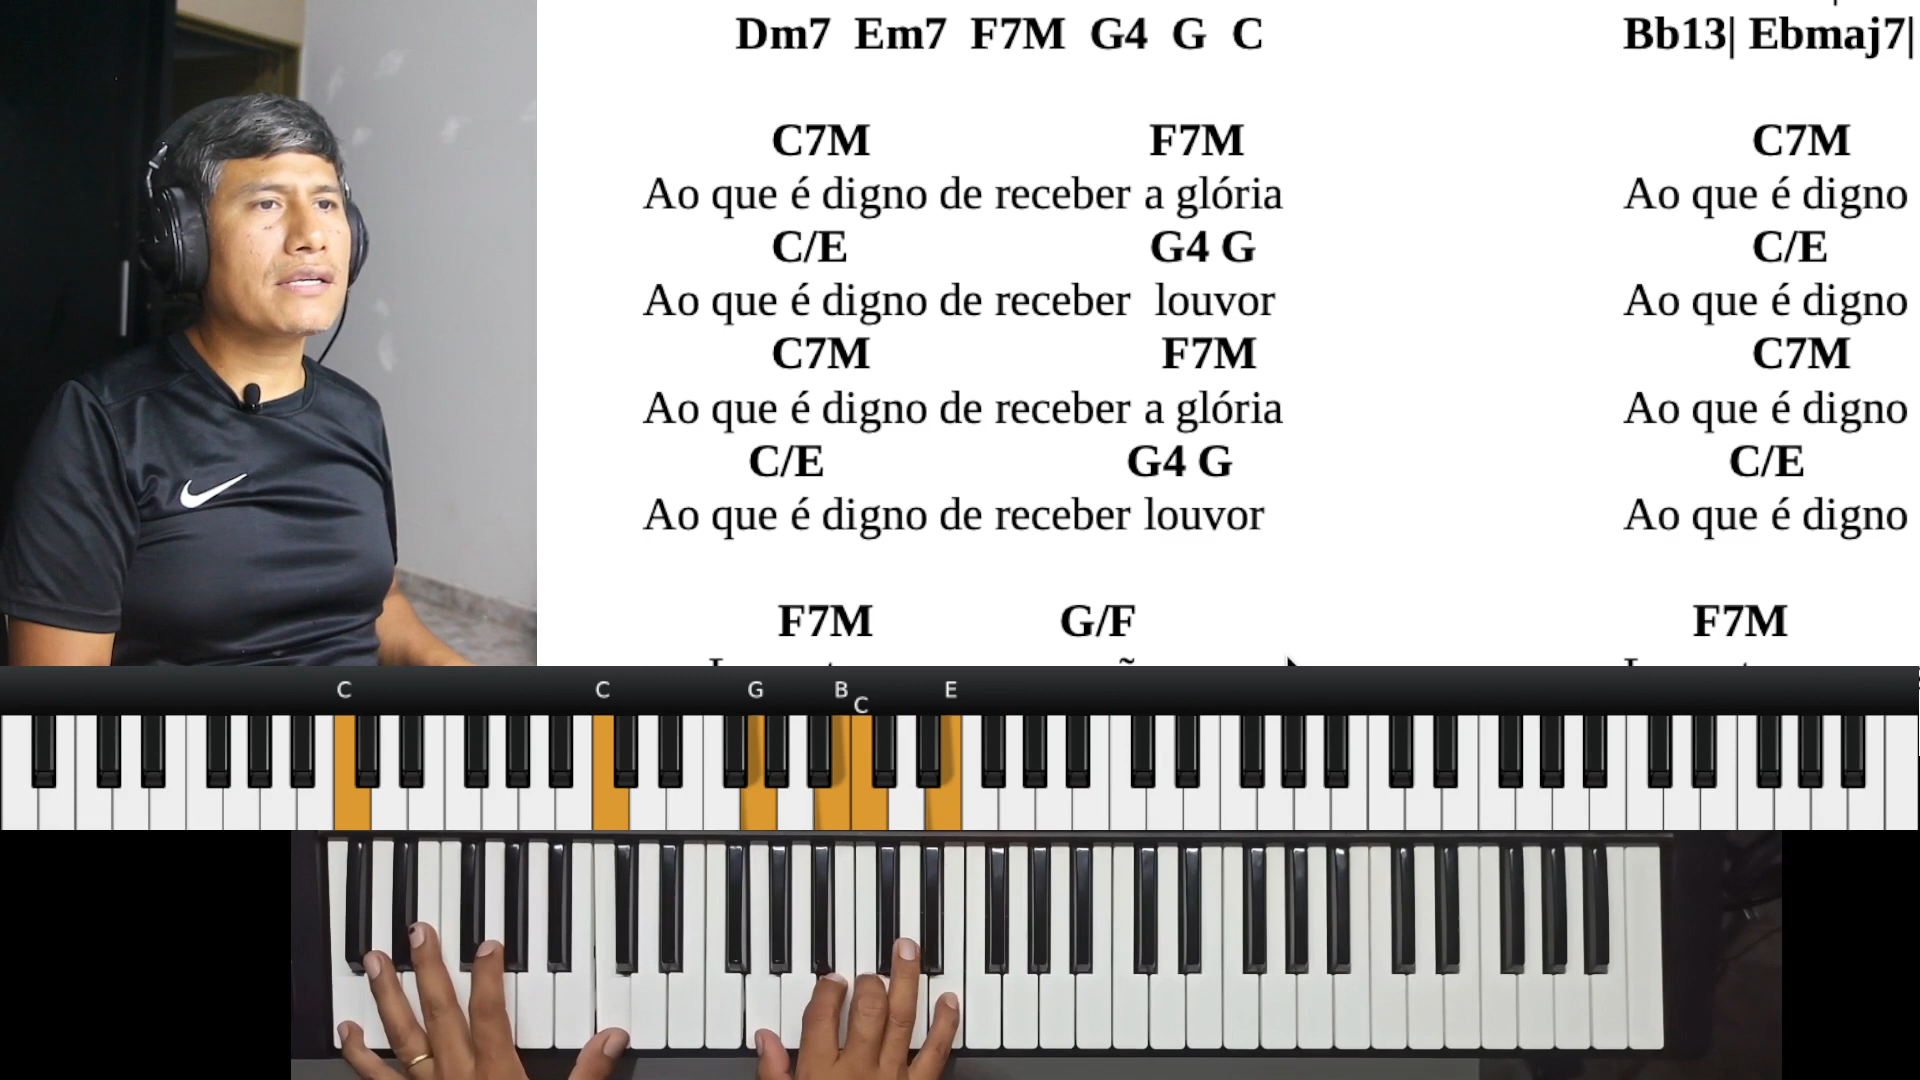 Dm7 Em7 F7M G4 G C
C7M F7M
Ao que é digno de receber a glória
C/E G4 G
Ao que é digno de receber louvor
C7M F7M
Ao que é digno de receber a glória
C/E G4 G
Ao que é digno de receber louvor
F7M G/F
Bb13| Ebmaj7|
C7M
Ao que é digno
C/E
Ao que é digno
C7M
Ao que é digno
C/E
Ao que é digno
F7M
C C G B C E